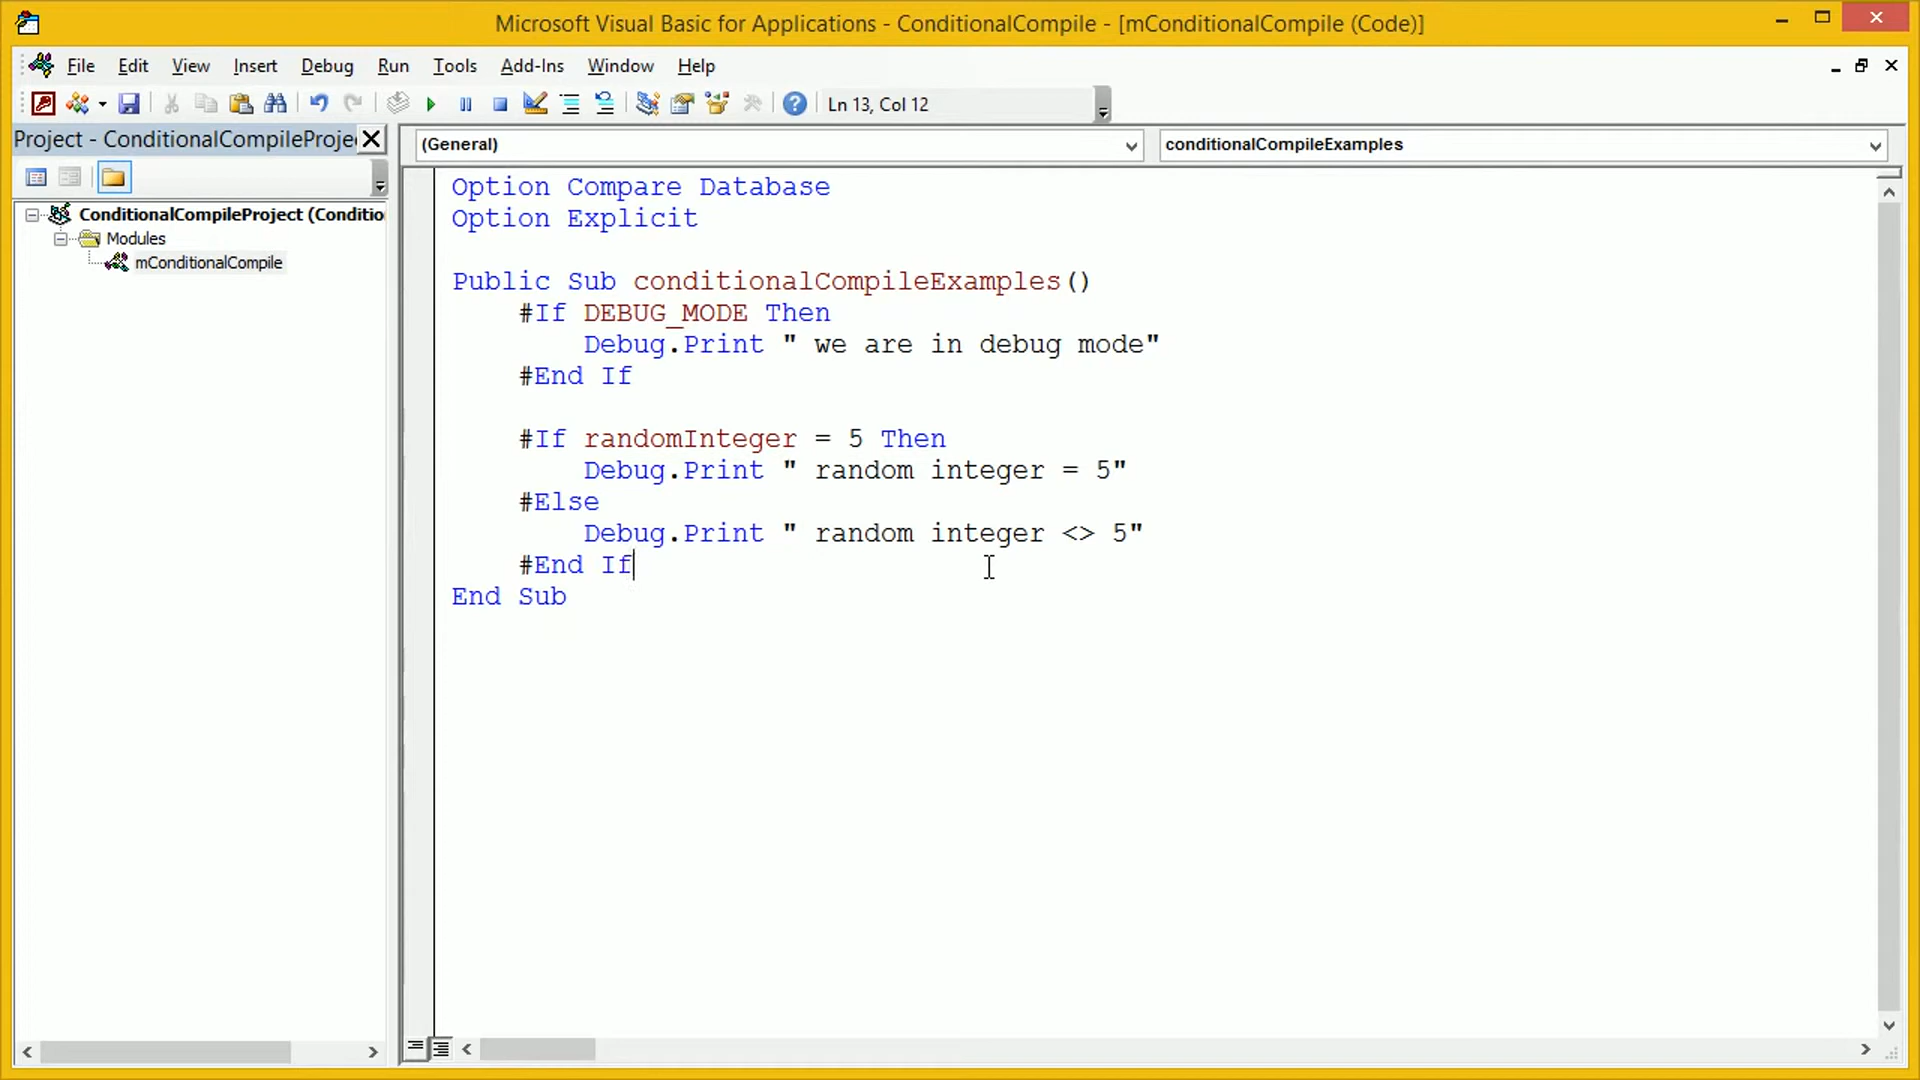 Microsoft Visual Basic for Applications - ConditionalCompile - [mConditionalCompile (Code)]
File Edit View Insert Debug Run Tools Add-Ins Window Help
Ln 13, Col 12
Project - ConditionalCompileProje
(General)
conditionalCompileExamples
ConditionalCompileProject (Conditio
Modules
mConditionalCompile
Option Compare Database
Option Explicit
Public Sub conditionalCompileExamples()
#If DEBUG_MODE Then
Debug.Print " we are in debug mode"
#End If
#If randomInteger = 5 Then
Debug.Print " random integer = 5"
#Else
Debug.Print " random integer <> 5"
#End If
End Sub